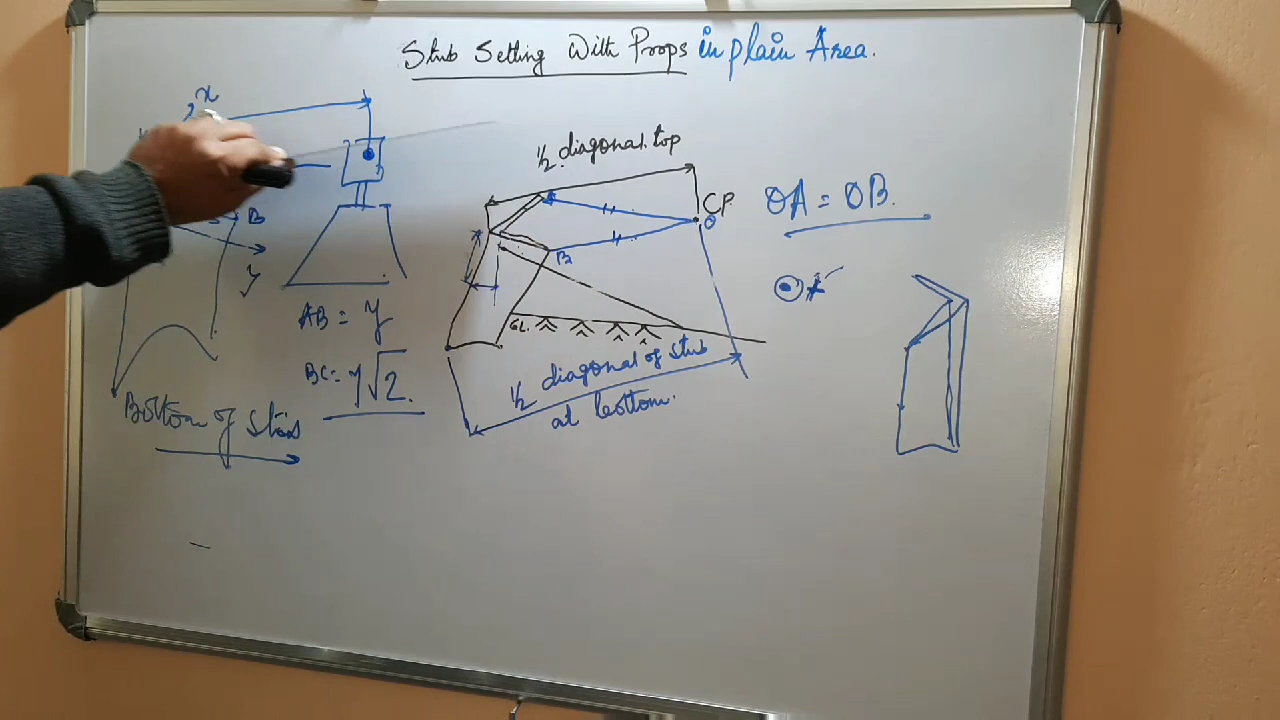 Stub Setting With Props in plain Area.
x
B
y
AB = y
BC = y√2.
Bottom of
1/2 diagonal top
CP
O
B
GL.
1/2 diagonal of stub
at bottom.
OA = OB.